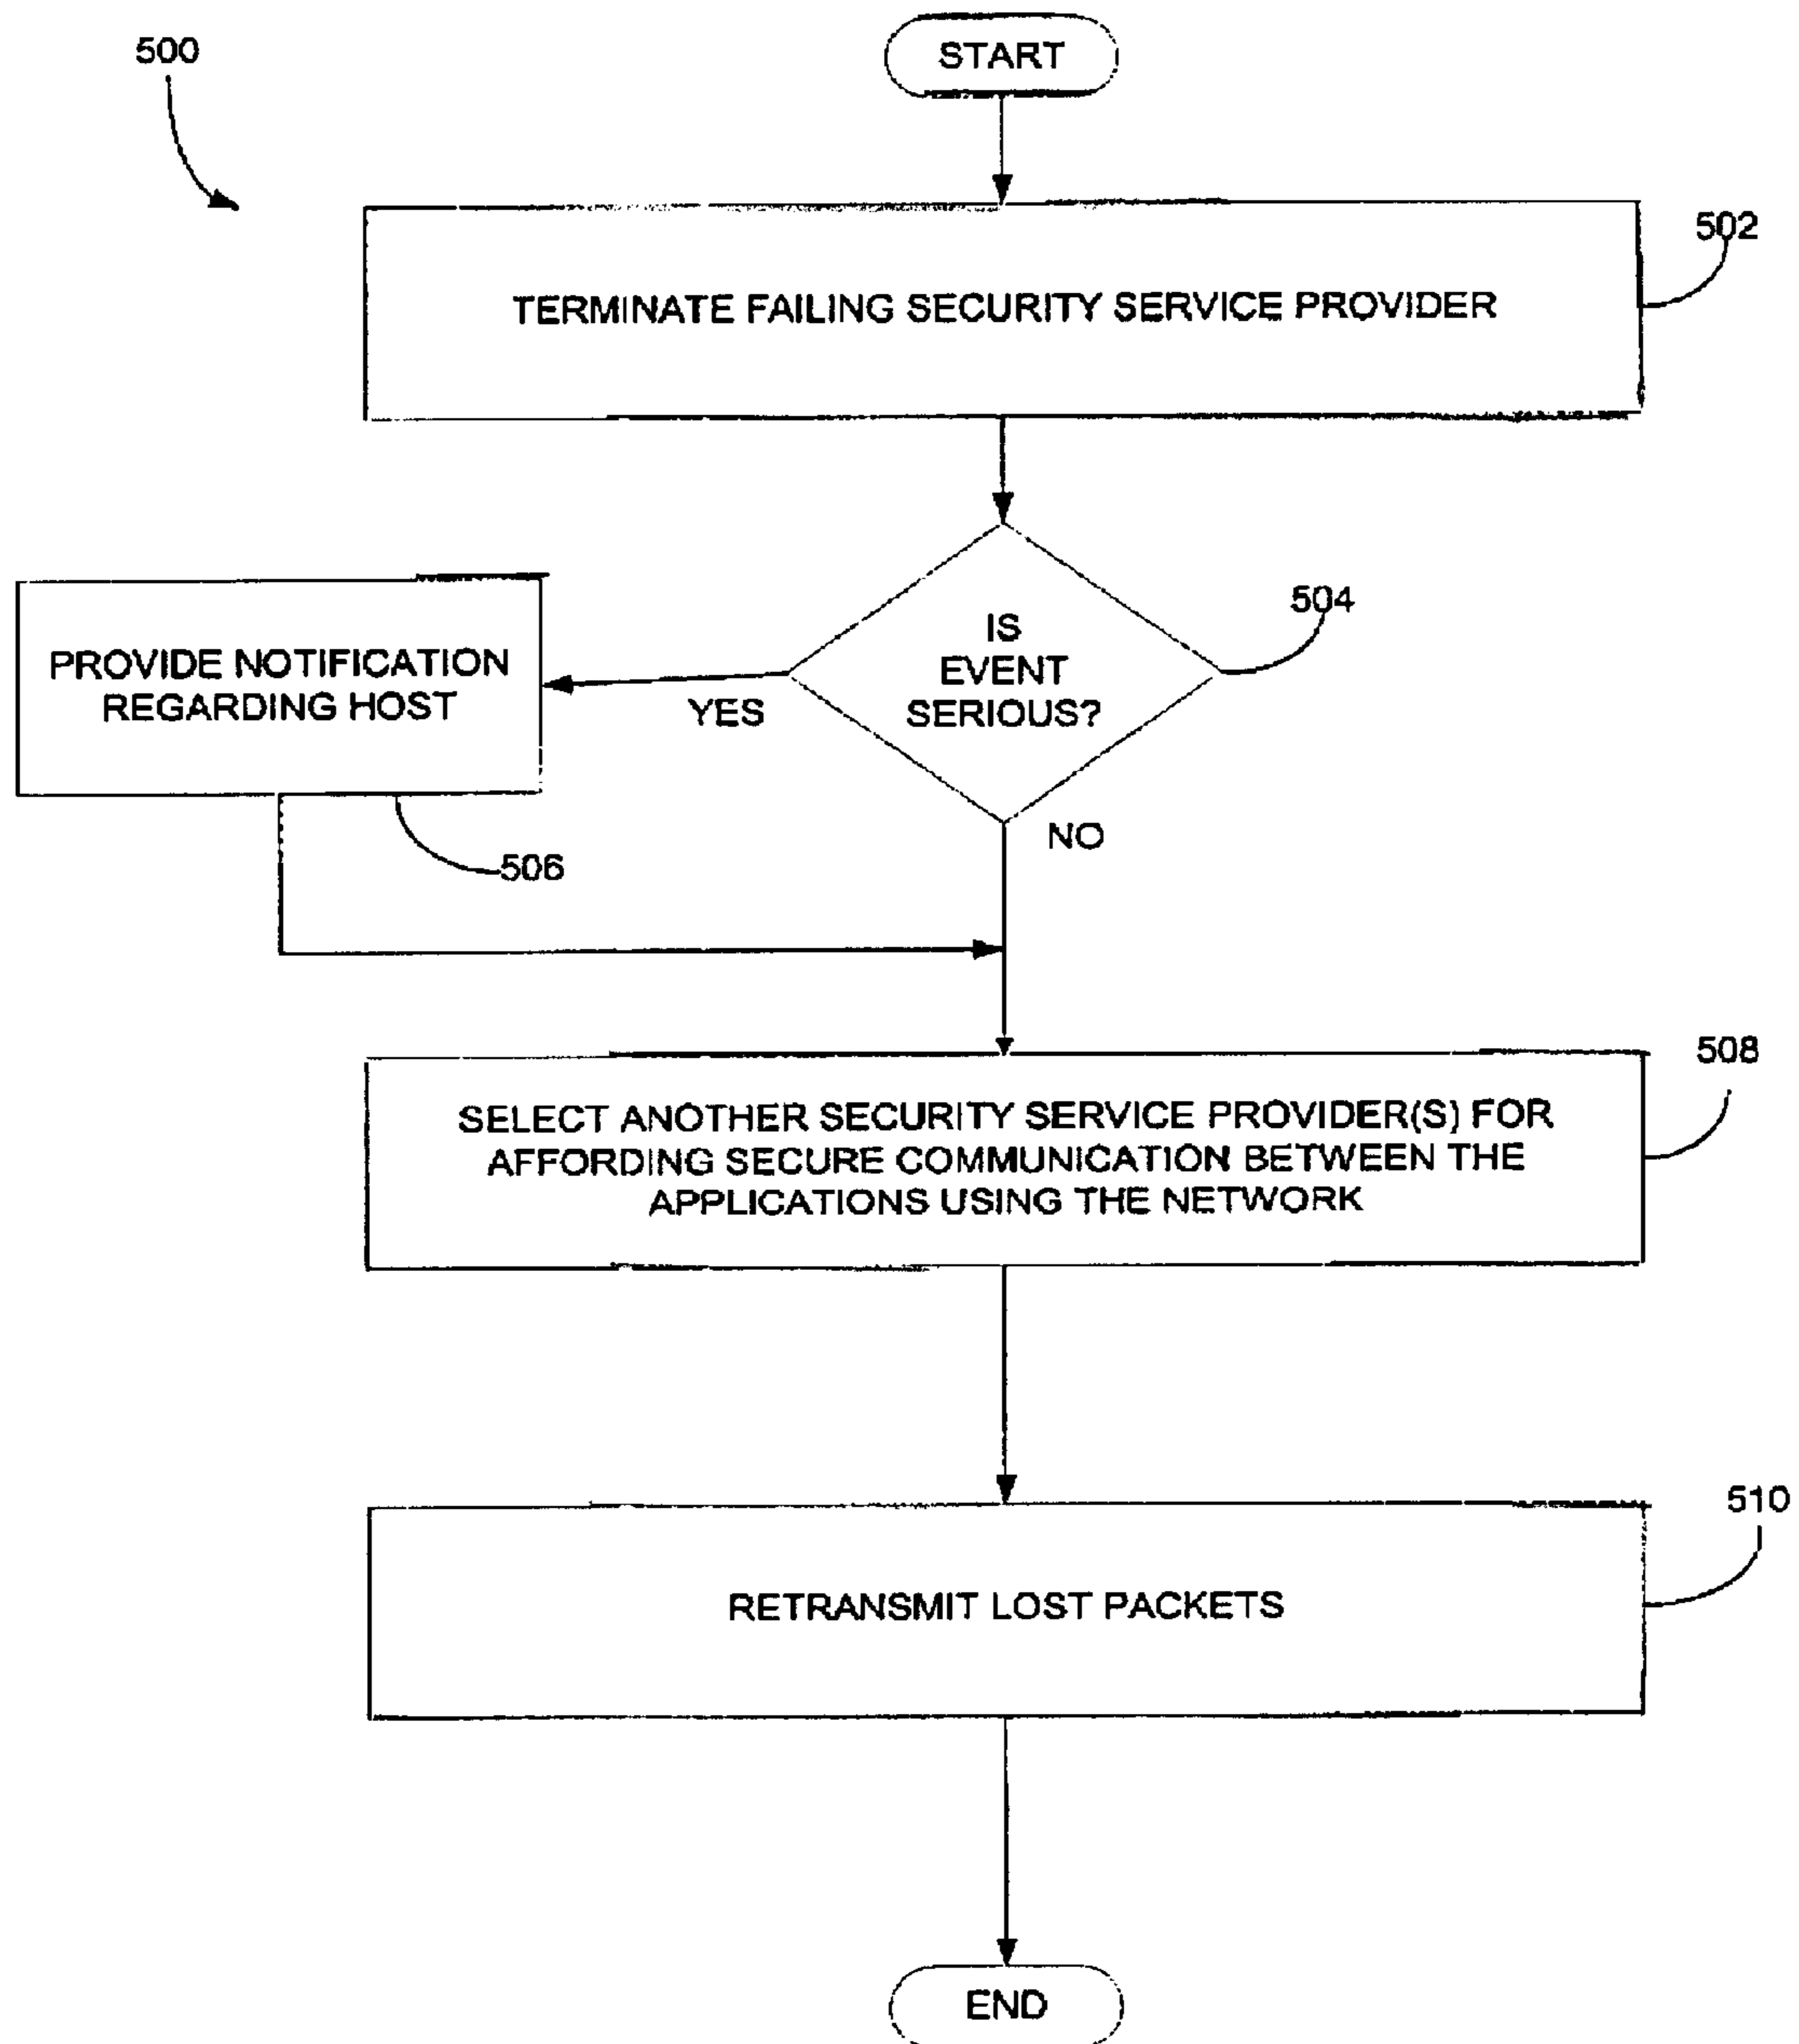 500
START
502
TERMINATE FAILING SECURITY SERVICE PROVIDER
504
IS
EVENT
SERIOUS?
YES
NO
PROVIDE NOTIFICATION
REGARDING HOST
506
508
SELECT ANOTHER SECURITY SERVICE PROVIDER(S) FOR
AFFORDING SECURE COMMUNICATION BETWEEN THE
APPLICATIONS USING THE NETWORK
510
RETRANSMIT LOST PACKETS
END